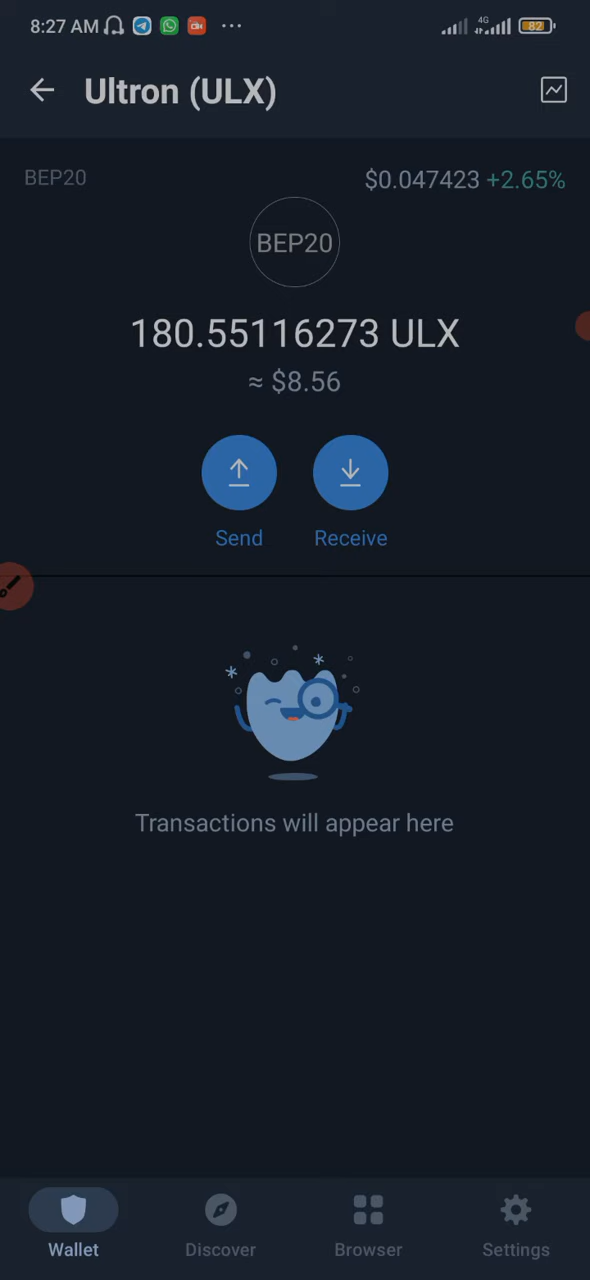 8:27 AM 4G 82
Ultron (ULX)
BEP20 $0.047423 +2.65%
BEP20
180.55116273 ULX
≈ $8.56
Send Receive
Transactions will appear here
Wallet Discover Browser Settings